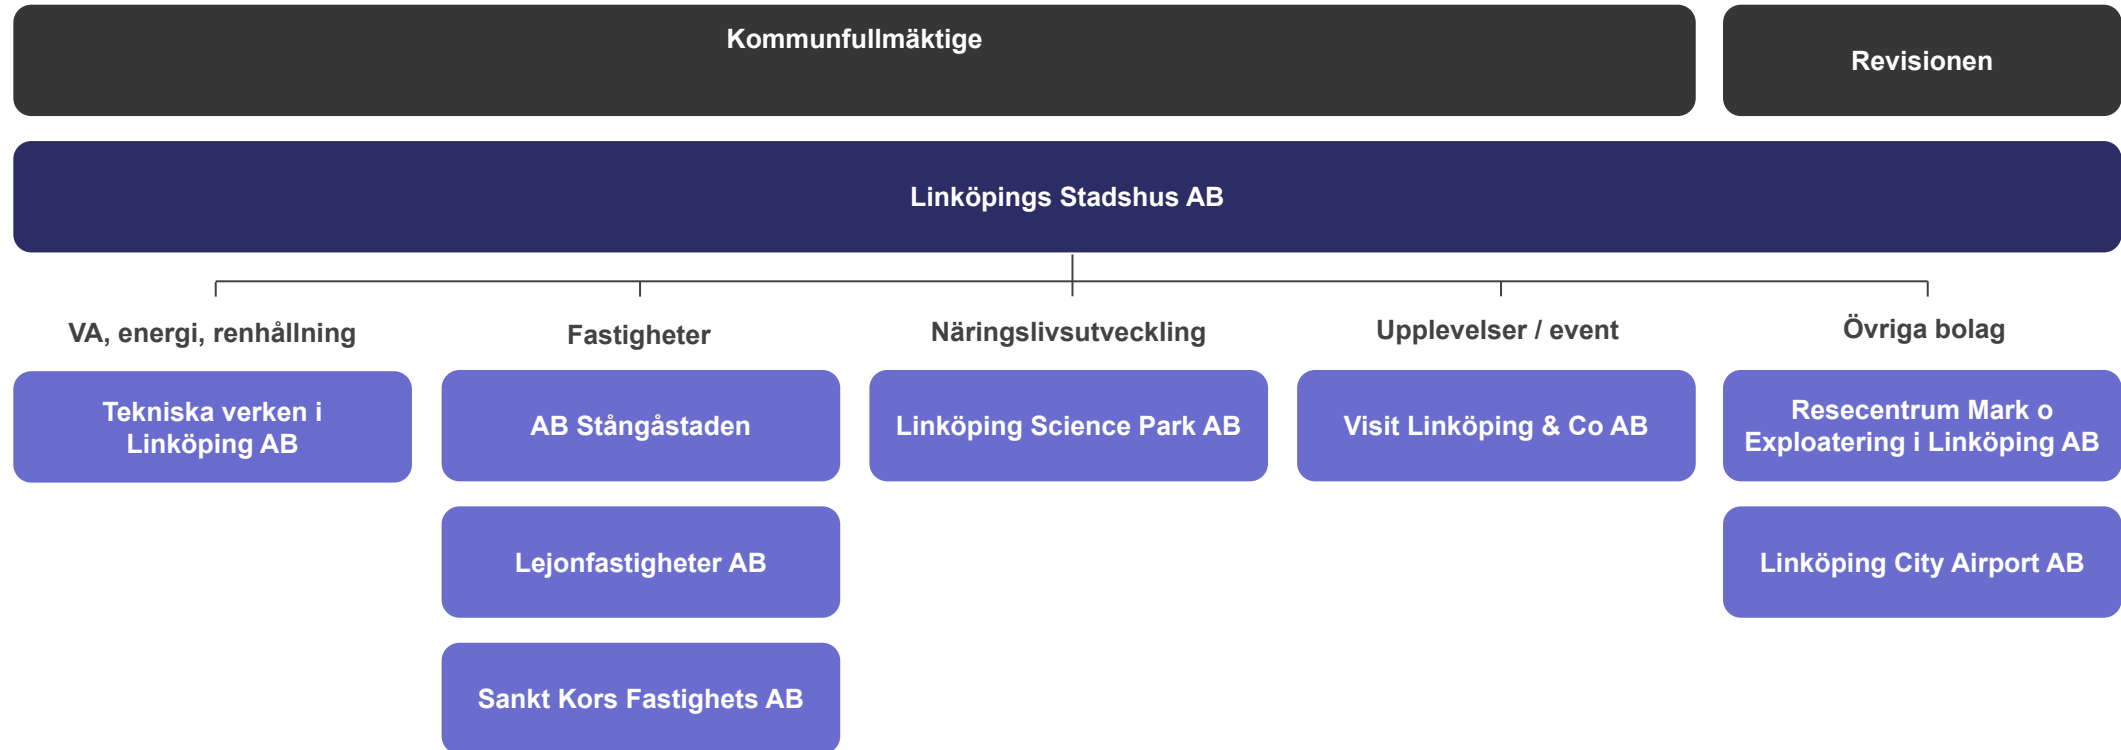 Kommunfullmäktige
Revisionen
Linköpings Stadshus AB
VA, energi, renhållning
Fastigheter
Näringslivsutveckling
Upplevelser / event
Övriga bolag
Tekniska verken i
Linköping AB
AB Stångåstaden
Linköping Science Park AB
Visit Linköping & Co AB
Resecentrum Mark o
Exploatering i Linköping AB
Lejonfastigheter AB
Linköping City Airport AB
Sankt Kors Fastighets AB